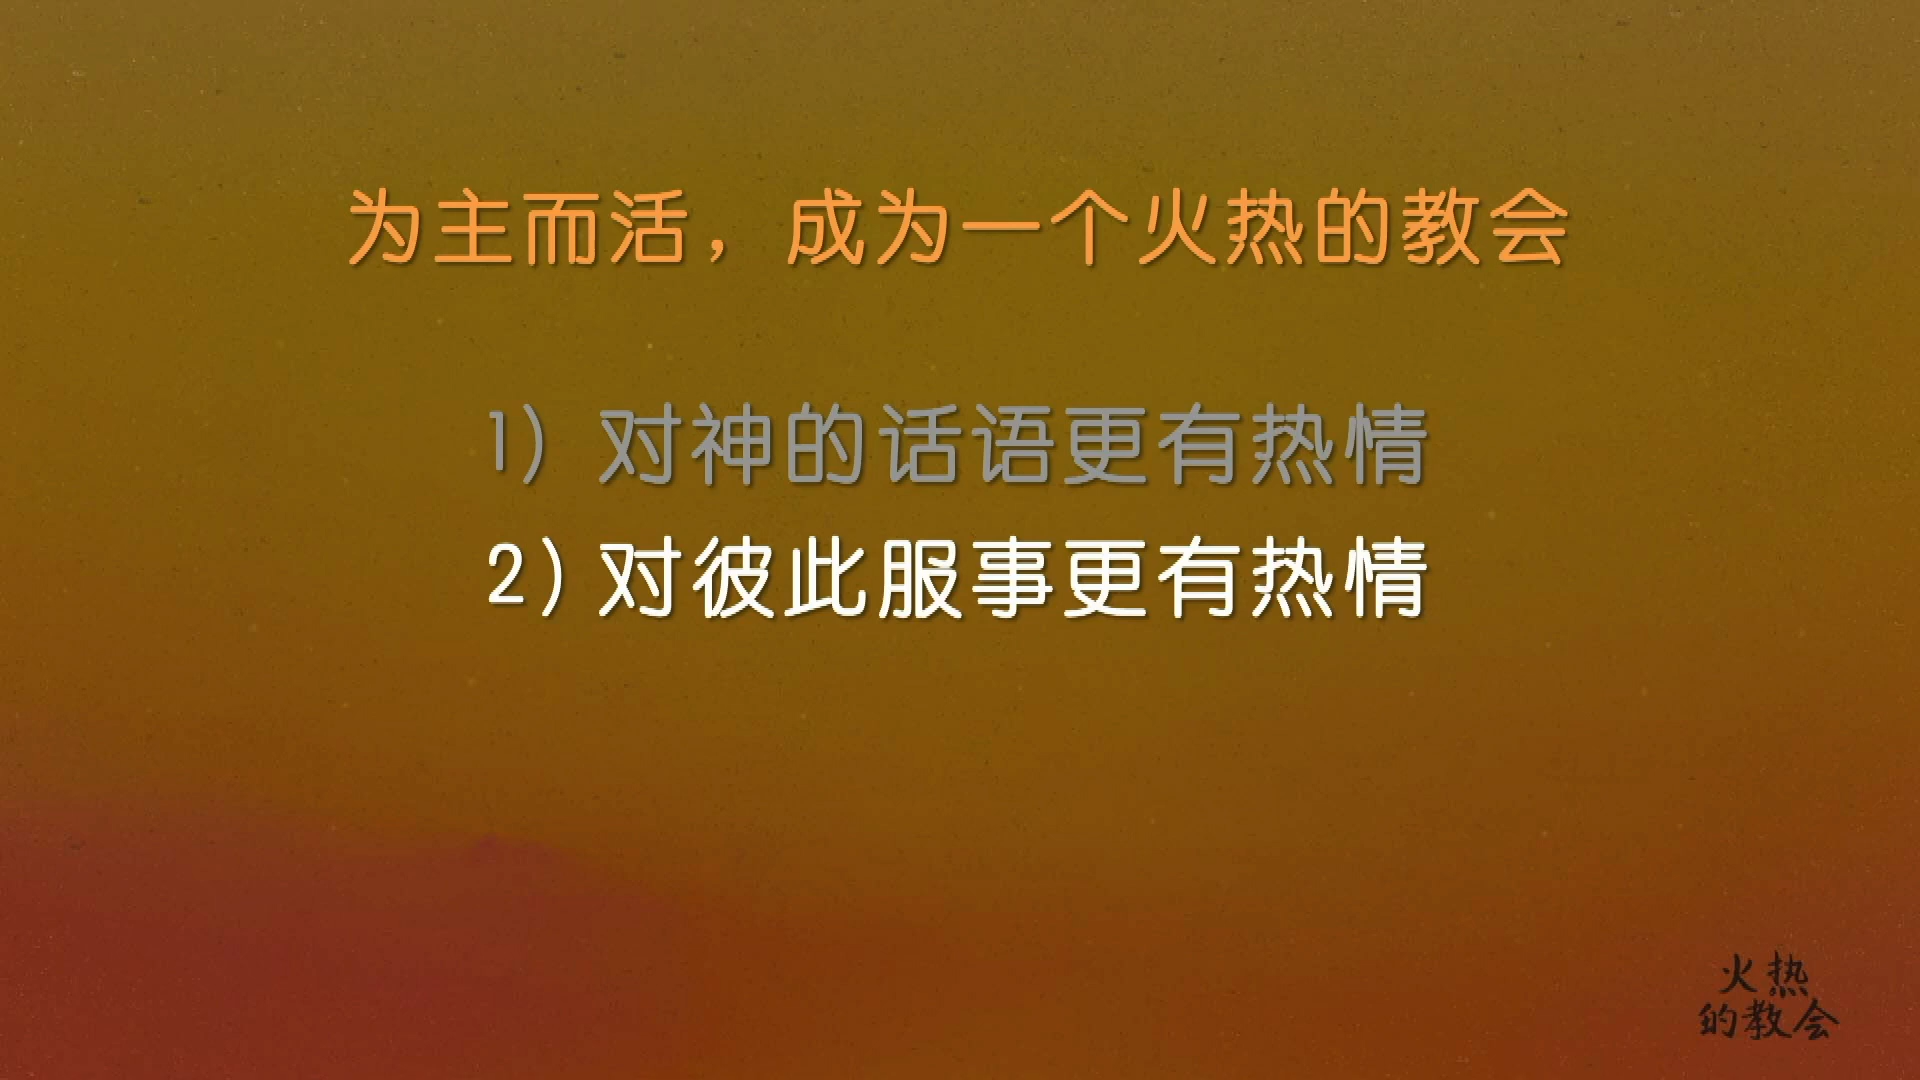 为主而活，成为一个火热的教会
1）对神的话语更有热情
2）对彼此服事更有热情
火热
的教会